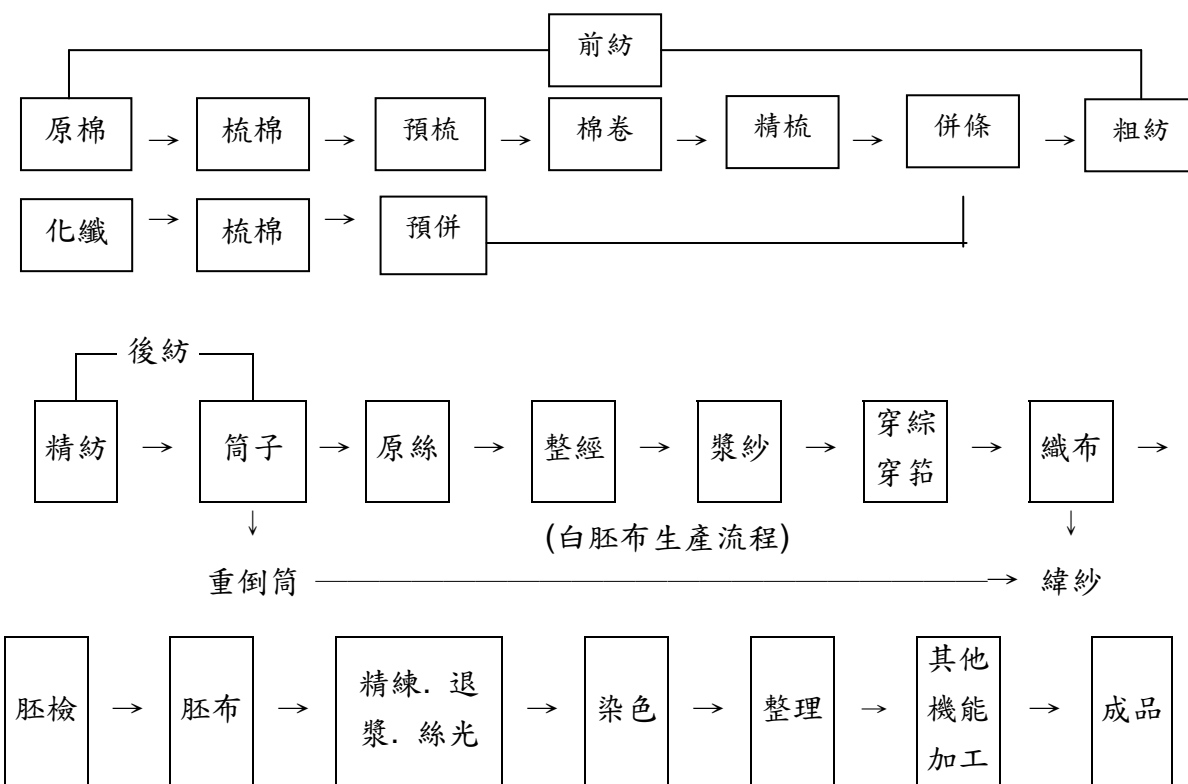 前紡
原棉 → 梳棉 → 預梳 → 棉卷 → 精梳 → 併條 → 粗紡
化纖 → 梳棉 → 預併
後紡
精紡 → 筒子 → 原絲 → 整經 → 漿紗 → 穿綜 穿筘 → 織布 →
↓ (白胚布生產流程) ↓
重倒筒 → 緯紗
胚檢 → 胚布 → 精練. 退漿. 絲光 → 染色 → 整理 → 其他機能加工 → 成品